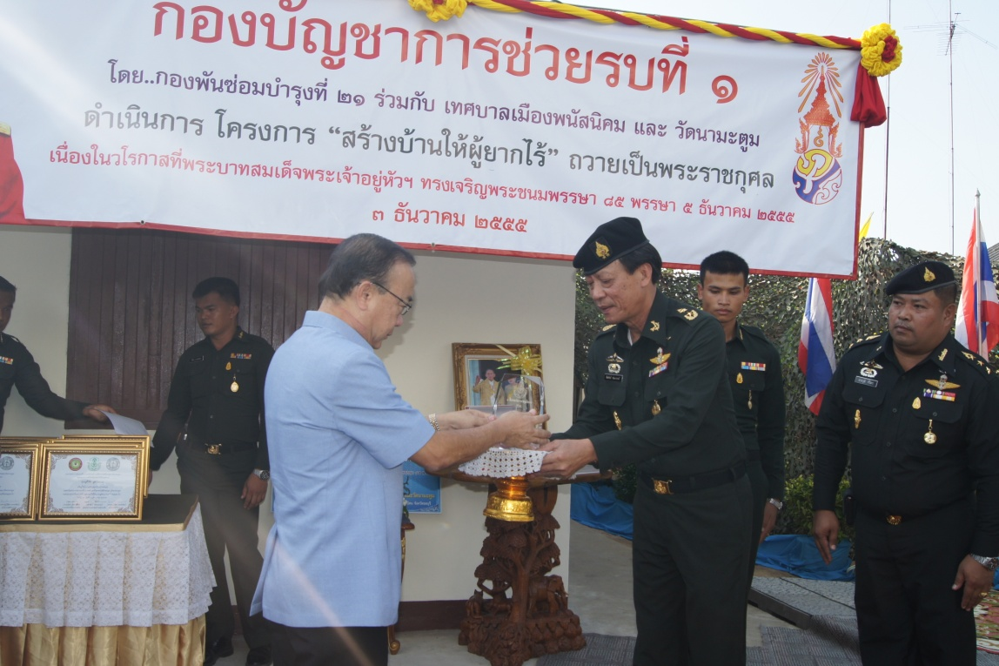 กองบัญชาการช่วยรบที่ ๑
โดย..กองพันซ่อมบำรุงที่ ๒๑ ร่วมกับ เทศบาลเมืองพนัสนิคม และ วัดนามะตูม
ดำเนินการ โครงการ “สร้างบ้านให้ผู้ยากไร้” ถวายเป็นพระราชกุศล
เนื่องในวโรกาสที่พระบาทสมเด็จพระเจ้าอยู่หัวฯ ทรงเจริญพระชนมพรรษา ๘๕ พรรษา ๕ ธันวาคม ๒๕๕๕
๓ ธันวาคม ๒๕๕๕